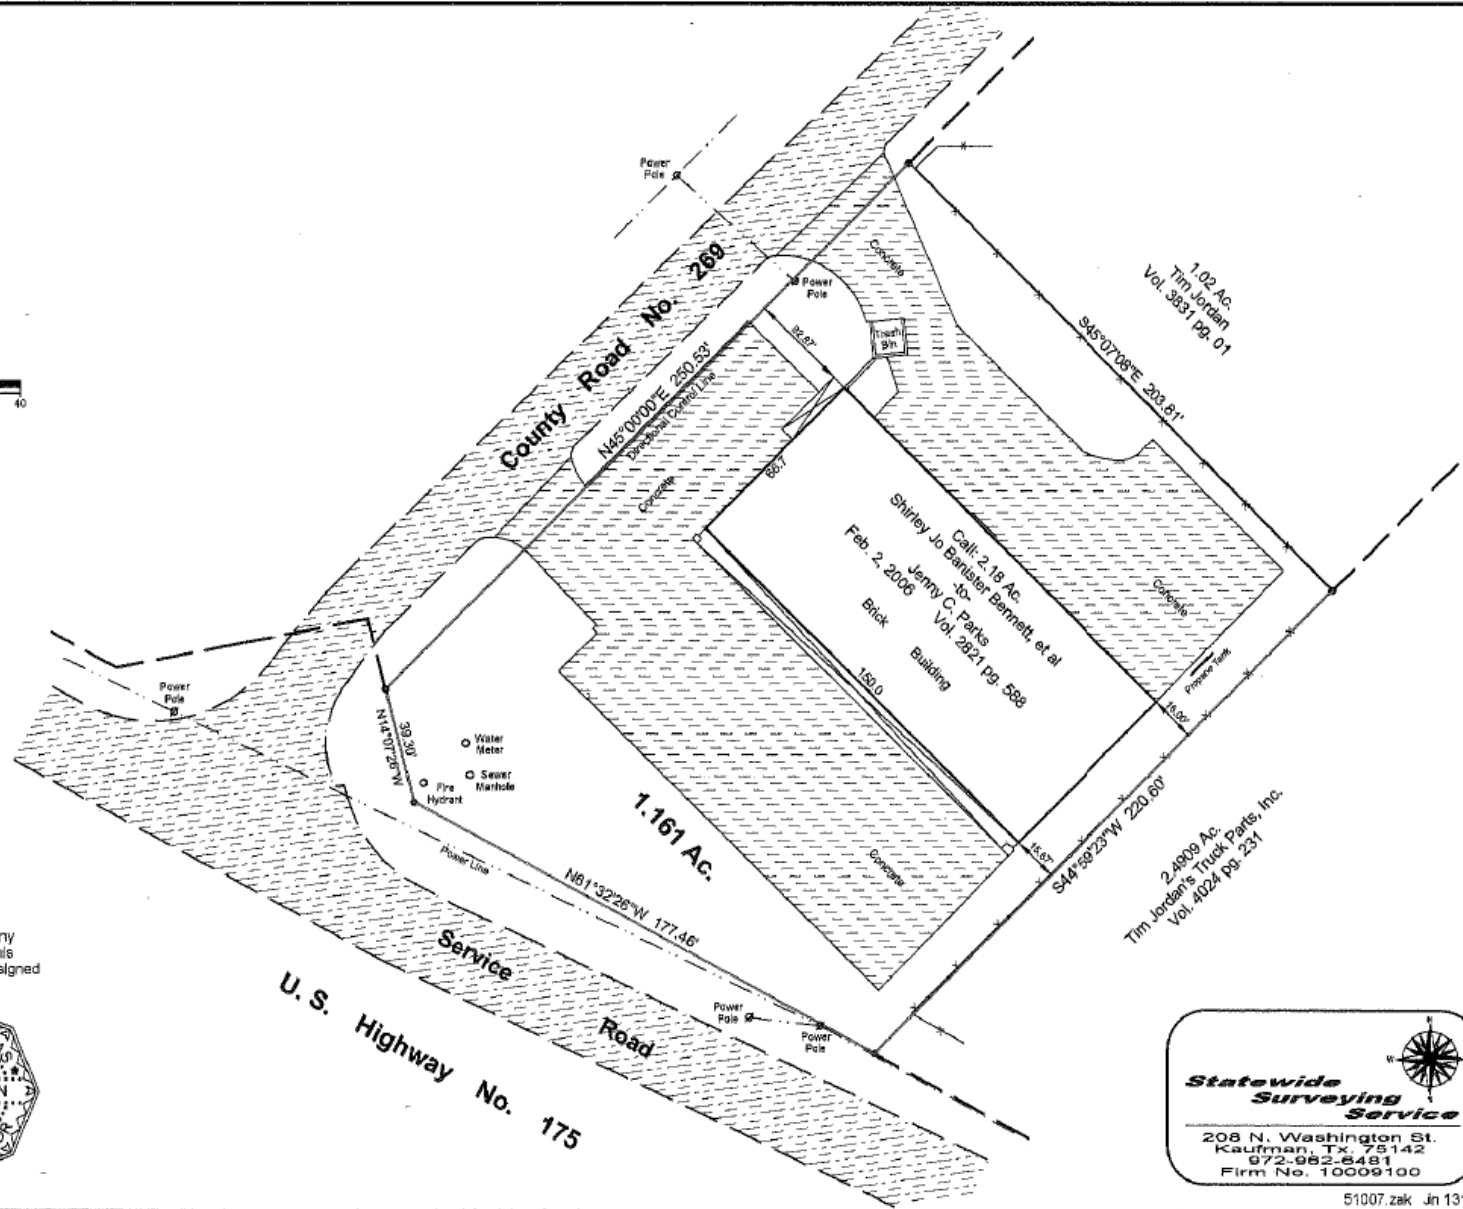 Power
Pole
County Road No. 269
Concrete
1.02 Ac.
Tim Jordan
Vol. 3831 pg. 01
Power
Pole
Trash
Bin
S45°07'08"E 203.81'
N45°00'00"E 250.53'
Directional Control Line
40
66.7
Concrete
Call: 2.18 Ac.
Shirley Jo Banister Bennett, et al
-to-
Jenny C. Parks
Feb. 2, 2006 Vol. 2821 pg. 588
Brick Building
Concrete
Propane Tank
150.0
Power
Pole
N14°07'26"W
39.30'
Water
Meter
Sewer
Manhole
Fire
Hydrant
1.161 Ac.
Power Line
Concrete
S44°59'23"W 220.60'
2.4909 Ac.
Tim Jordan's Truck Parts, Inc.
Vol. 4024 pg. 231
N61°32'26"W 177.46'
Service Road
U. S. Highway No. 175
Power
Pole
Power
Pole
signed
N
W
Statewide
Surveying
Service
208 N. Washington St.
Kaufman, Tx. 75142
972-962-6481
Firm No. 10009100
51007.zak